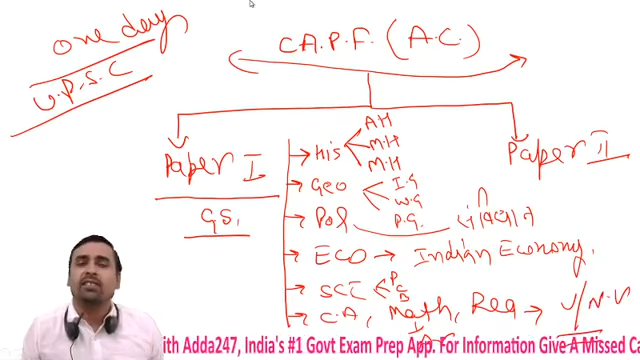 one day
U.P.S.C
C.A.P.F. (A.C.)
Paper I
GS1
Paper II
His
A.H
M.H
M.H
Geo
I.G
W.G
P.G.
Pol
संविधान
ECO → Indian Economy.
SCI
P
C
B
C.A, Math, Rea → V/N.V
ith Adda247, India's #1 Govt Exam Prep App. For Information Give A Missed Ca